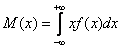 M(x) = ∫_{-∞}^{+∞} xf(x)dx